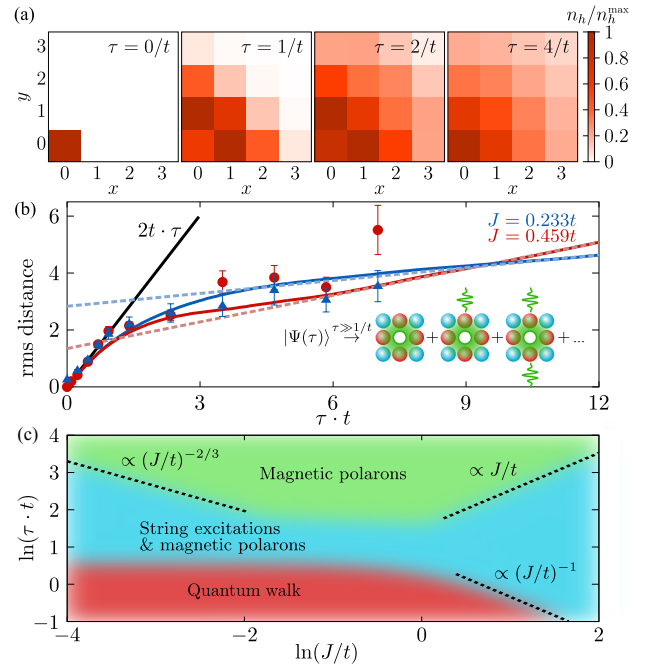 (a)
n_h/n_h^max
τ = 0/t
τ = 1/t
τ = 2/t
τ = 4/t
3
2
1
0
y
0 1 2 3
0 1 2 3
0 1 2 3
0 1 2 3
x
x
x
x
1
0.8
0.6
0.4
0.2
0
(b)
6
4
2
0
rms distance
2t · τ
J = 0.233t
J = 0.459t
|Ψ(τ)⟩ τ≫1/t → + + + ...
0 3 6 9 12
τ · t
(c)
4
3
2
1
0
−1
ln(τ · t)
∝ (J/t)^−2/3
Magnetic polarons
∝ J/t
String excitations
& magnetic polarons
∝ (J/t)^−1
Quantum walk
−4 −2 0 2
ln(J/t)